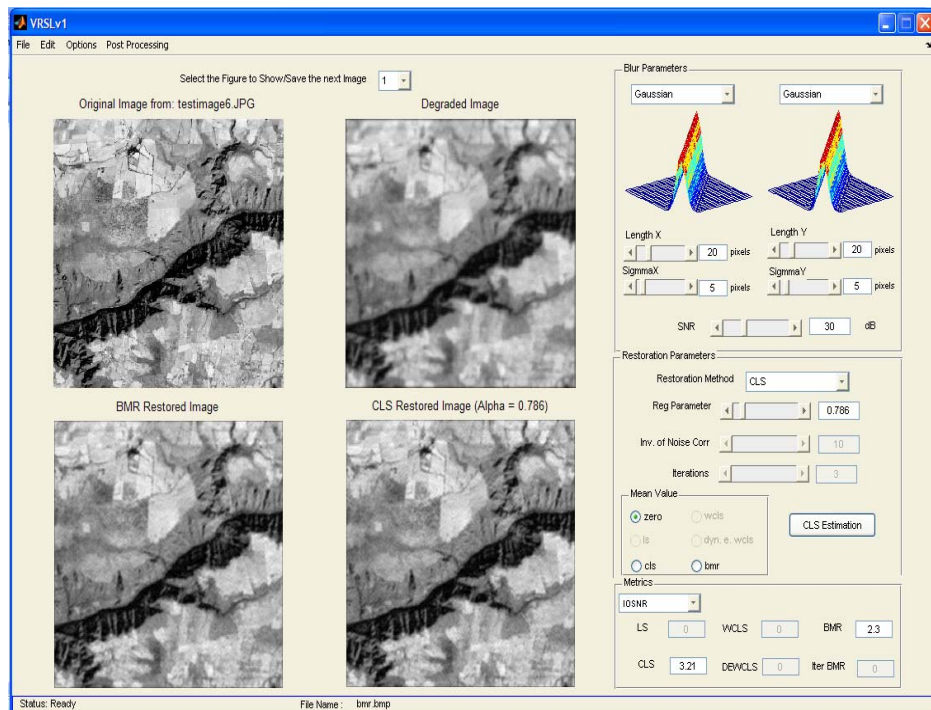 VRSLv1
File Edit Options Post Processing
Select the Figure to Show/Save the next Image 1
Original Image from: testimage6.JPG
Degraded Image
BMR Restored Image
CLS Restored Image (Alpha = 0.786)
Blur Parameters
Gaussian Gaussian
Length X 20 pixels
Length Y 20 pixels
SigmmaX 5 pixels
SigmmaY 5 pixels
SNR 30 dB
Restoration Parameters
Restoration Method CLS
Reg Parameter 0.786
Inv. of Noise Corr 10
Iterations 3
Mean Value
zero wcls
ls dyn. e. wcls
cls bmr
CLS Estimation
Metrics
IOSNR
LS 0 WCLS 0 BMR 2.3
CLS 3.21 DEWCLS 0 Iter BMR 0
Status: Ready File Name : bmr.bmp